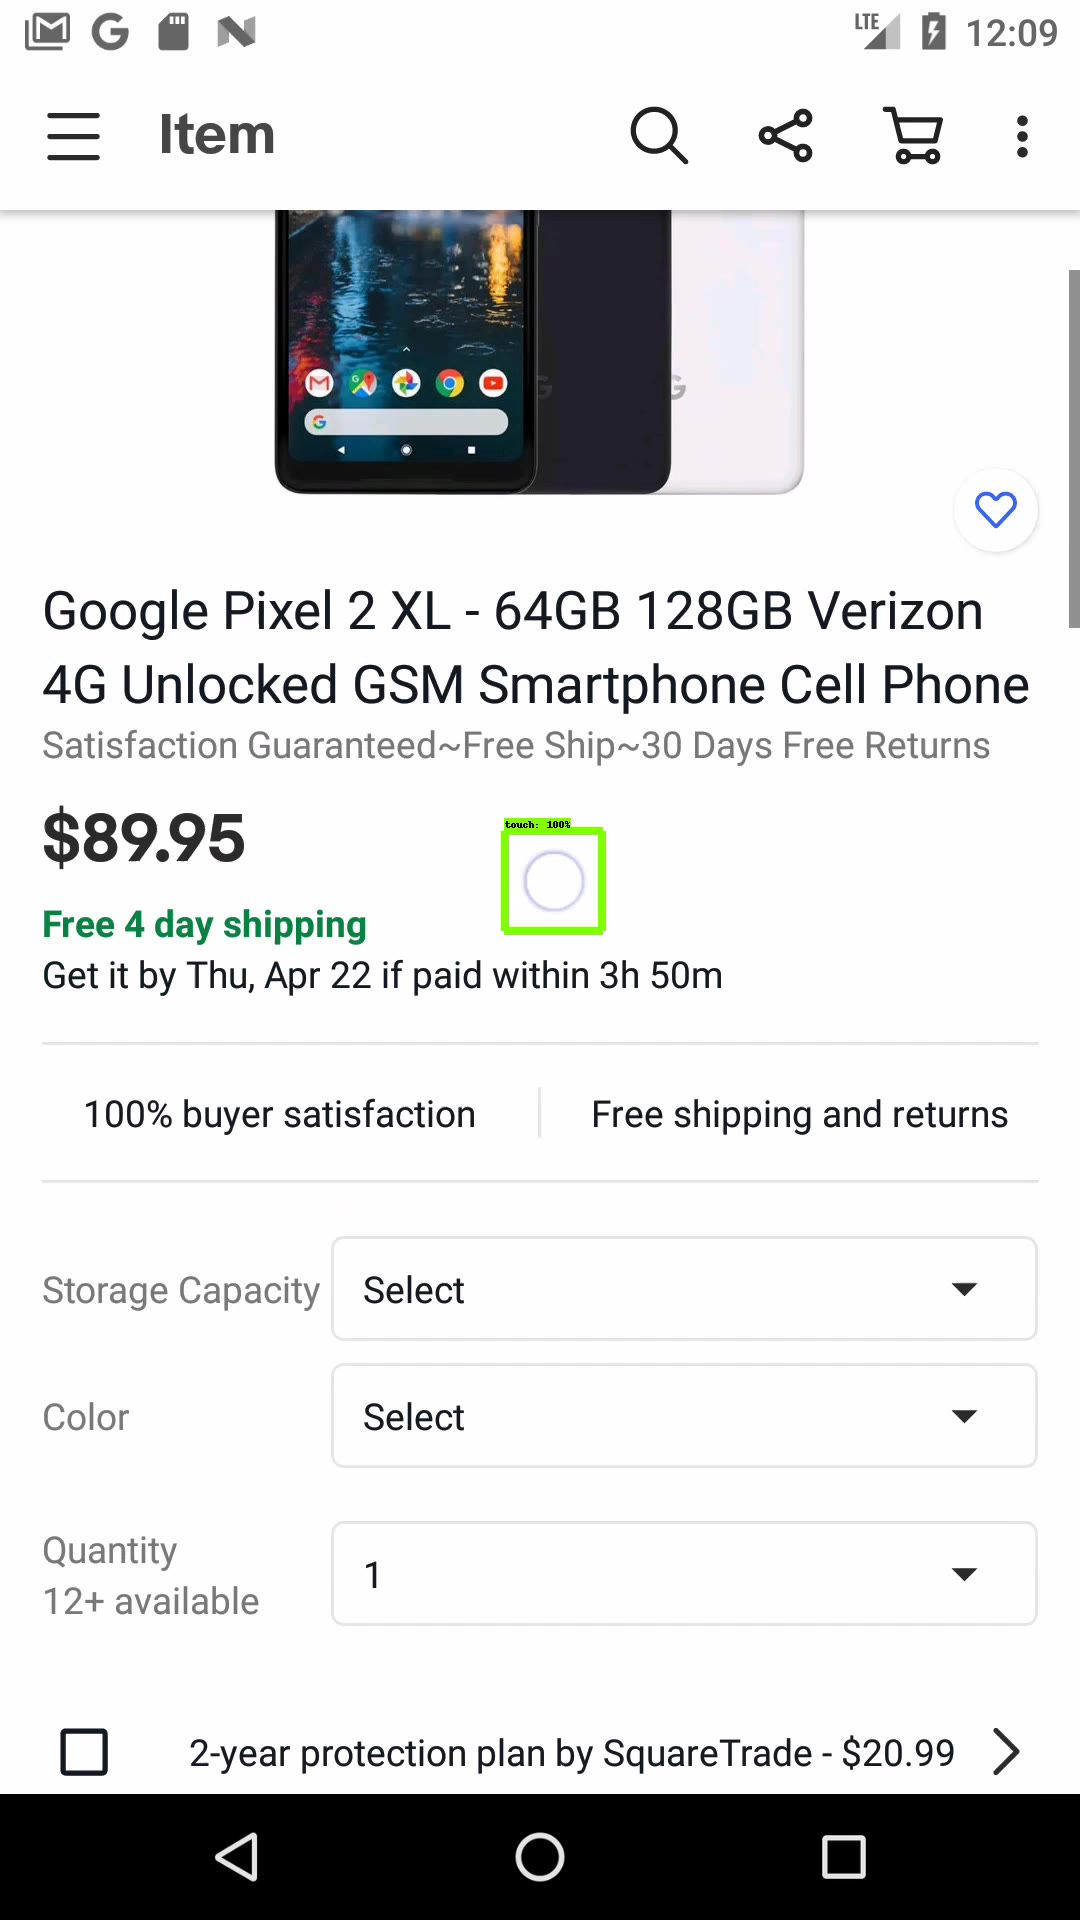 12:09
Item
Google Pixel 2 XL - 64GB 128GB Verizon
4G Unlocked GSM Smartphone Cell Phone
Satisfaction Guaranteed~Free Ship~30 Days Free Returns
$89.95
touch: 100%
Free 4 day shipping
Get it by Thu, Apr 22 if paid within 3h 50m
100% buyer satisfaction
Free shipping and returns
Storage Capacity Select
Color Select
Quantity
12+ available
1
2-year protection plan by SquareTrade - $20.99
LTE